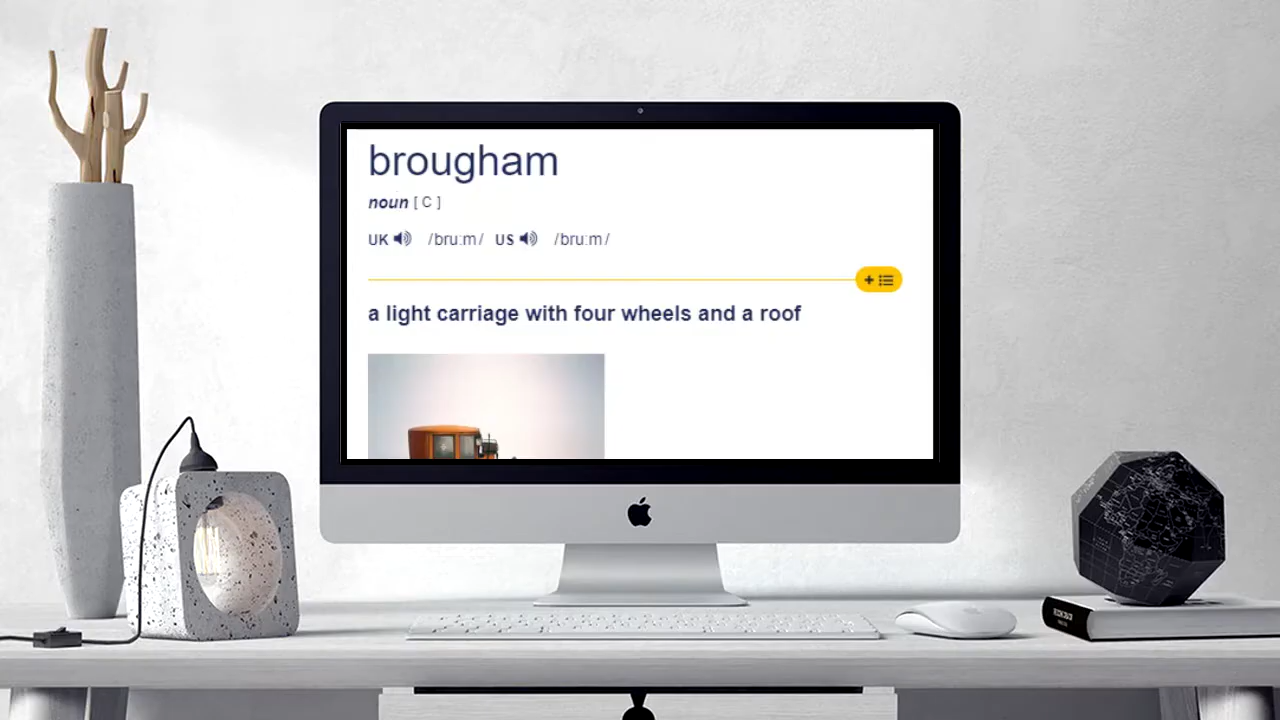 brougham
noun [ C ]
UK /bruːm/ US /bruːm/
a light carriage with four wheels and a roof